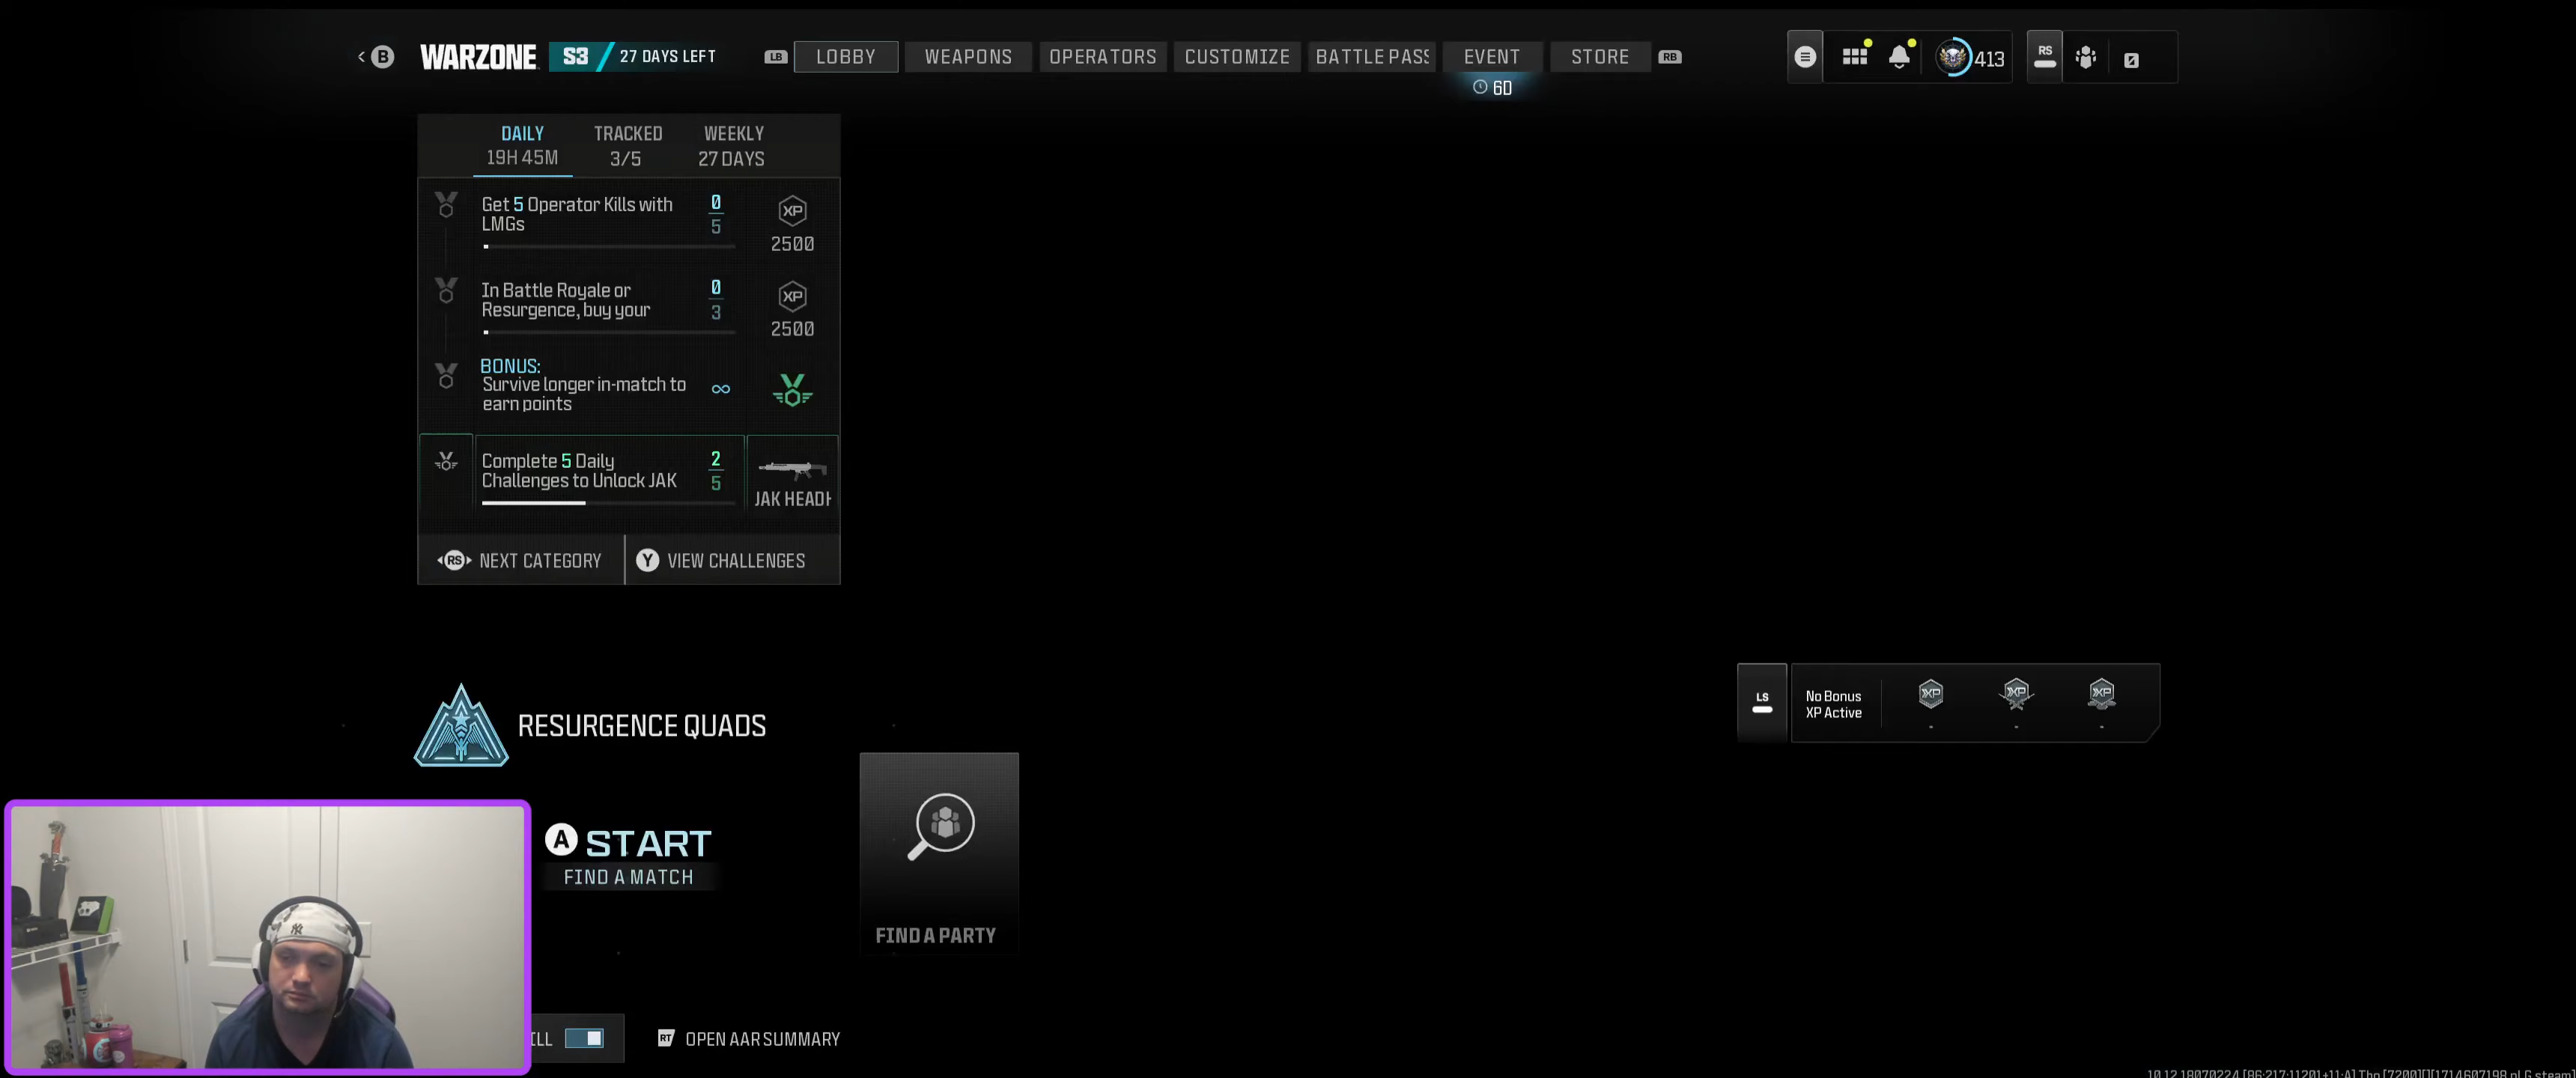 B
WARZONE
S3
27 DAYS LEFT
LB
LOBBY
WEAPONS
OPERATORS
CUSTOMIZE
BATTLE PASS
EVENT
STORE
RB
60
413
RS
0
DAILY
19H 45M
TRACKED
3/5
WEEKLY
27 DAYS
Get 5 Operator Kills with
LMGs
0
5
XP
2500
In Battle Royale or
Resurgence, buy your
0
3
XP
2500
BONUS:
Survive longer in-match to
earn points
∞
Complete 5 Daily
Challenges to Unlock JAK
2
5
JAK HEADH
RS NEXT CATEGORY
Y VIEW CHALLENGES
RESURGENCE QUADS
LS
No Bonus
XP Active
XP
-
XP
-
XP
-
A START
FIND A MATCH
FIND A PARTY
ILL
RT OPEN AAR SUMMARY
NY